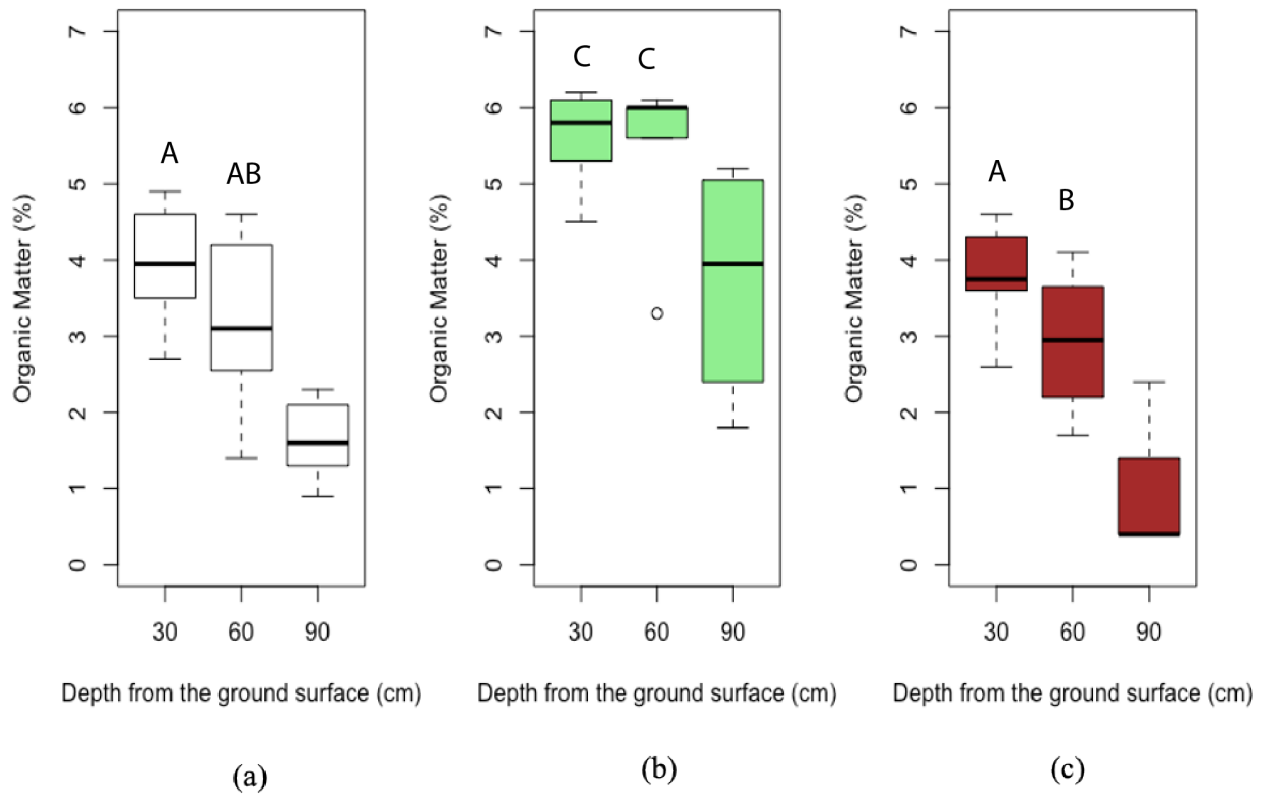 Organic Matter (%)
7
6
5
4
3
2
1
0
A
AB
30 60 90
Depth from the ground surface (cm)
(a)
Organic Matter (%)
7
6
5
4
3
2
1
0
C C
30 60 90
Depth from the ground surface (cm)
(b)
Organic Matter (%)
7
6
5
4
3
2
1
0
A
B
30 60 90
Depth from the ground surface (cm)
(c)